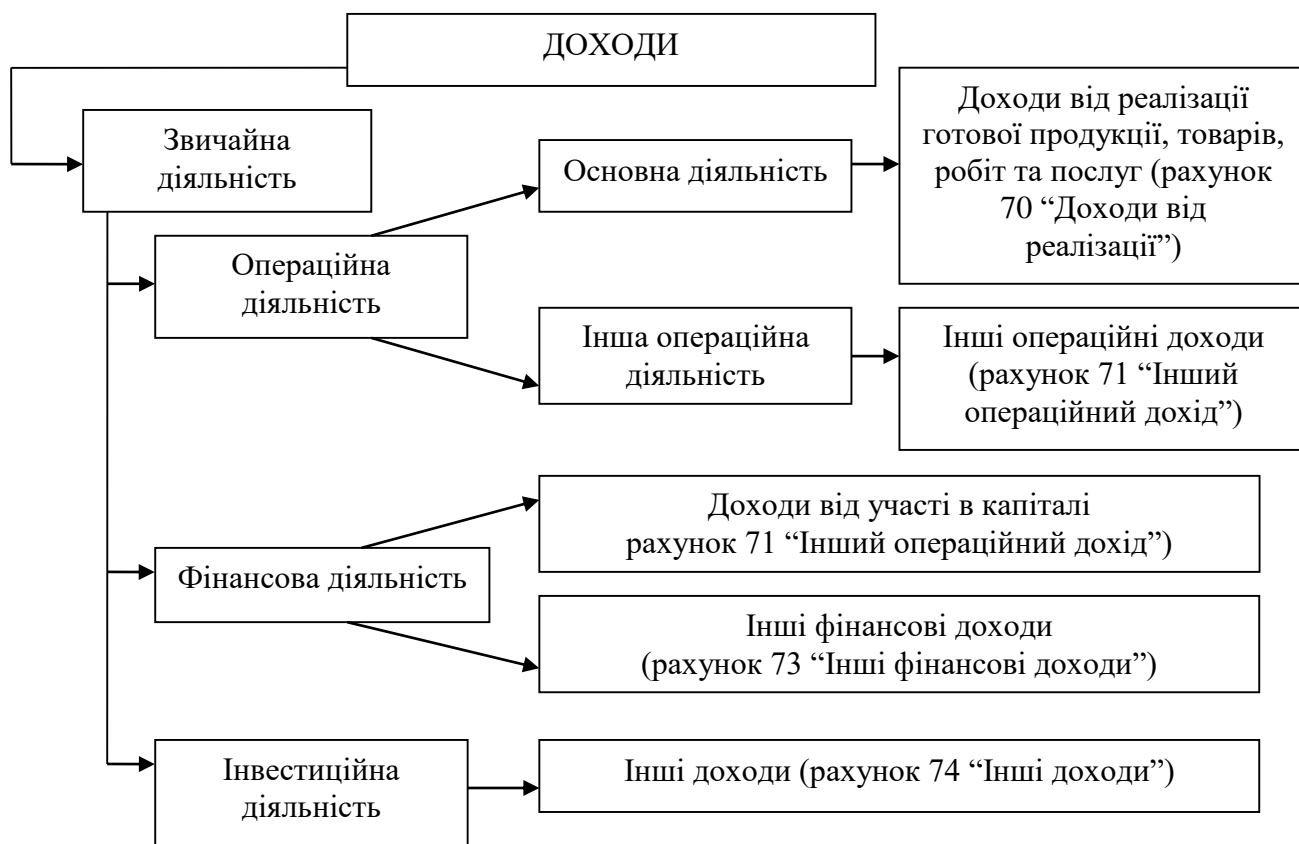 ДОХОДИ
Звичайна
діяльність
Основна діяльність
Доходи від реалізації
готової продукції, товарів,
робіт та послуг (рахунок
70 “Доходи від
реалізації”)
Операційна
діяльність
Інша операційна
діяльність
Інші операційні доходи
(рахунок 71 “Інший
операційний дохід”)
Фінансова діяльність
Доходи від участі в капіталі
рахунок 71 “Інший операційний дохід”)
Інші фінансові доходи
(рахунок 73 “Інші фінансові доходи”)
Інвестиційна
діяльність
Інші доходи (рахунок 74 “Інші доходи”)